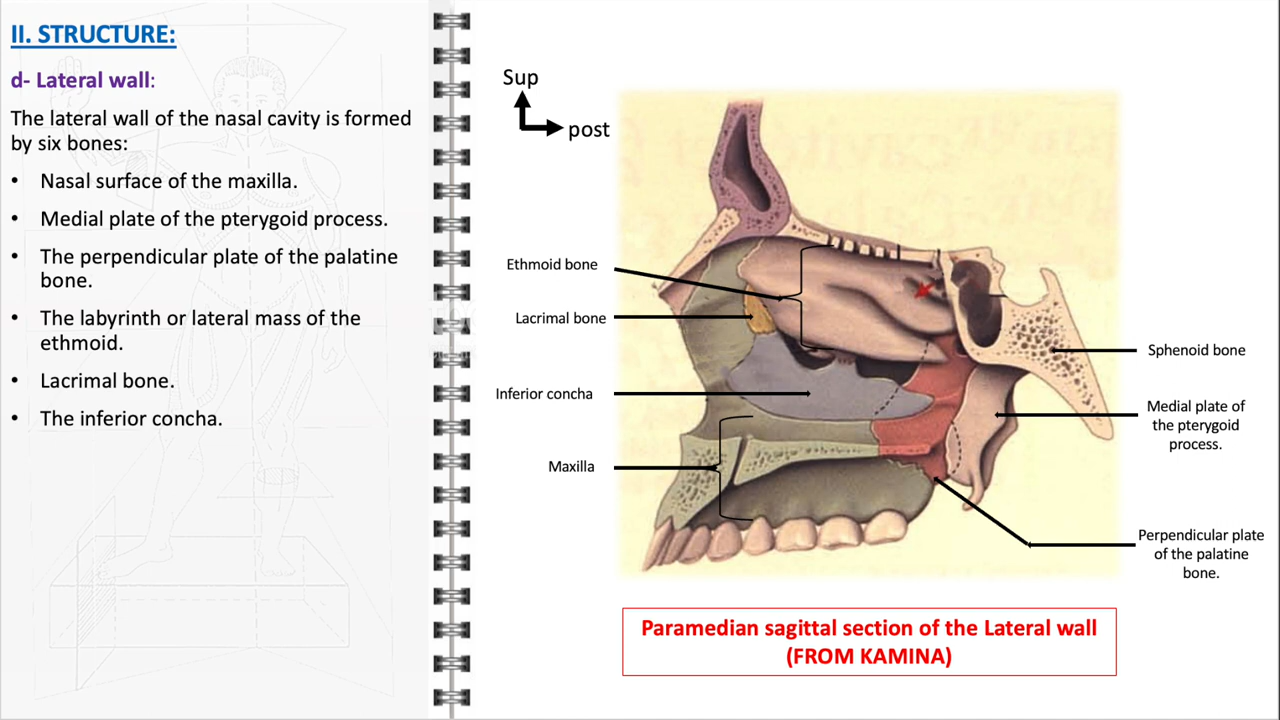 II. STRUCTURE:
d- Lateral wall:
The lateral wall of the nasal cavity is formed
by six bones:
• Nasal surface of the maxilla.
• Medial plate of the pterygoid process.
• The perpendicular plate of the palatine
bone.
• The labyrinth or lateral mass of the
ethmoid.
• Lacrimal bone.
• The inferior concha.
Sup
post
Ethmoid bone
Lacrimal bone
Inferior concha
Maxilla
Sphenoid bone
Medial plate of
the pterygoid
process.
Perpendicular plate
of the palatine
bone.
Paramedian sagittal section of the Lateral wall
(FROM KAMINA)